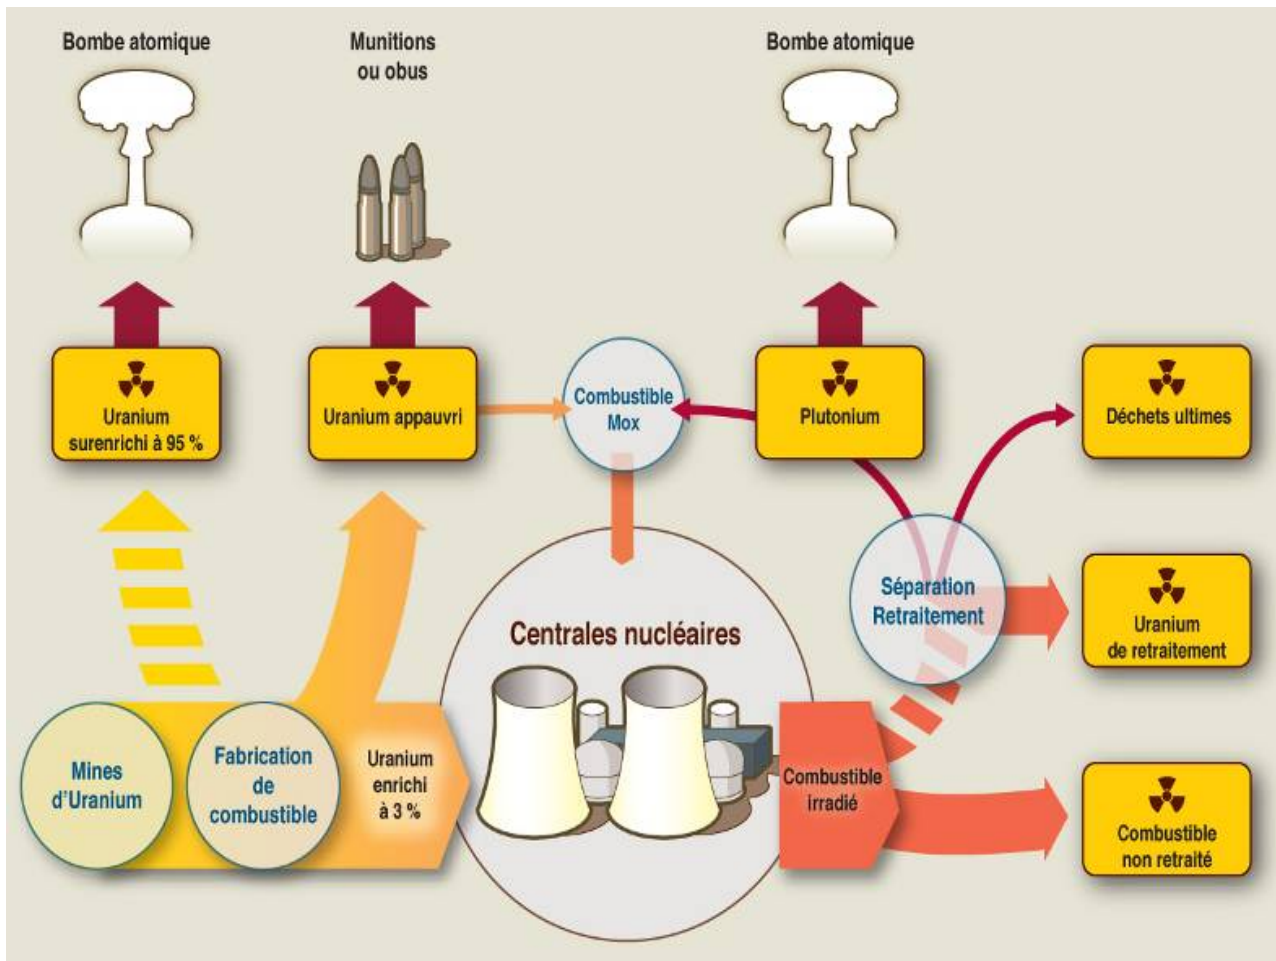 Bombe atomique
Munitions
ou obus
Bombe atomique
Uranium
surenrichi à 95 %
Uranium appauvri
Combustible
Mox
Plutonium
Déchets ultimes
Séparation
Retraitement
Uranium
de retraitement
Centrales nucléaires
Mines
d'Uranium
Fabrication
de
combustible
Uranium
enrichi
à 3 %
Combustible
irradié
Combustible
non retraité